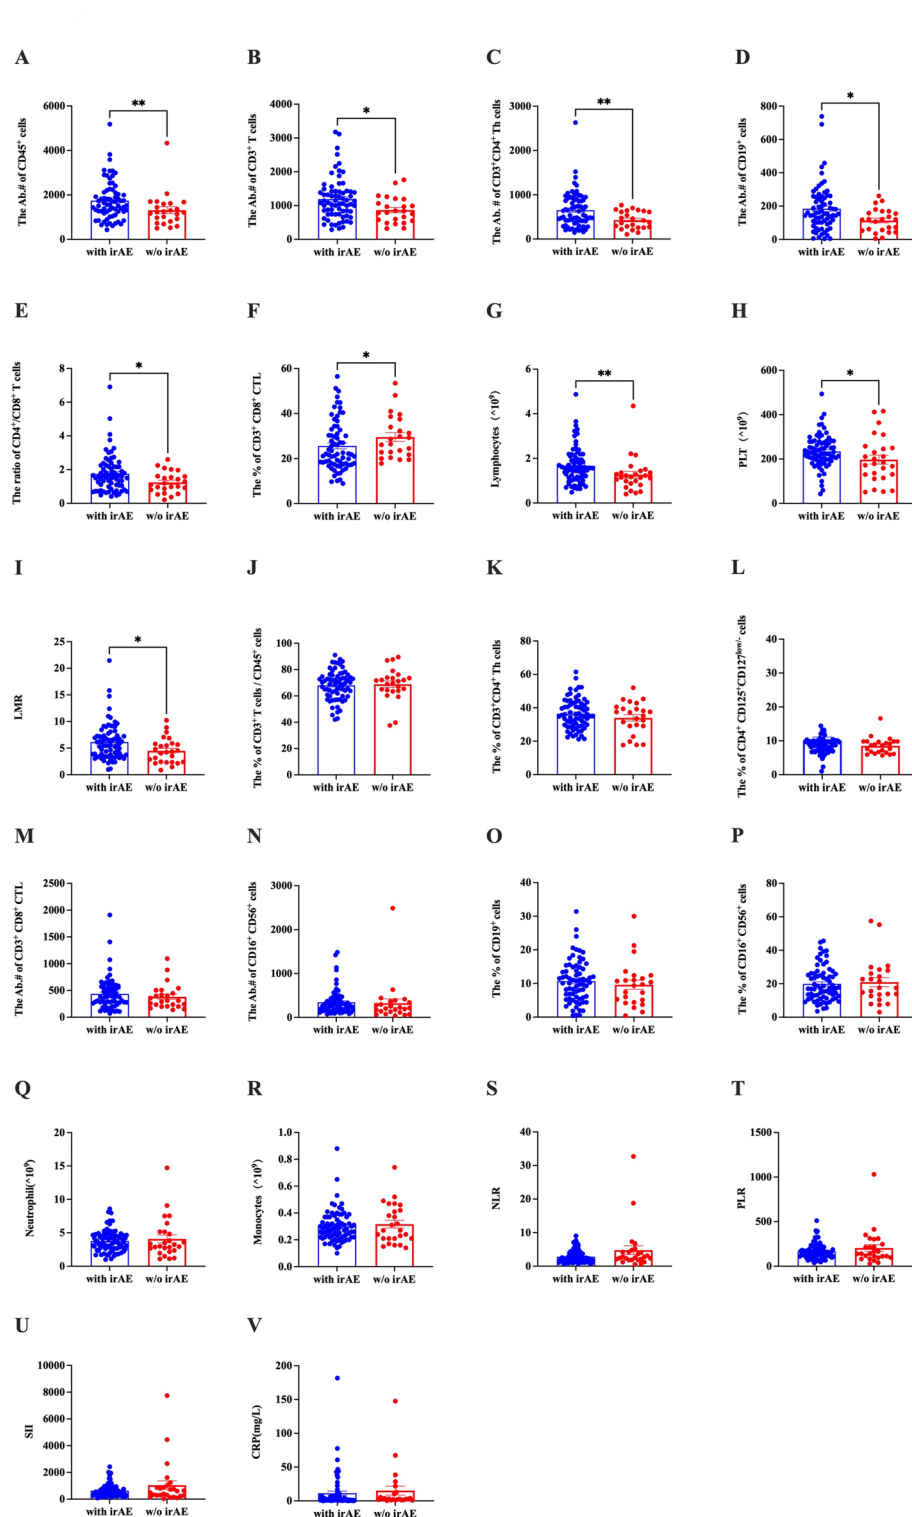 A
B
C
D
The Ab.# of CD45+ cells
6000
4000
2000
0
**
with irAE
w/o irAE
The Ab.# of CD3+ T cells
4000
3000
2000
1000
0
*
with irAE
w/o irAE
The Ab. # of CD3+CD4+ Th cells
3000
2000
1000
0
**
with irAE
w/o irAE
The Ab.# of CD19+
800
600
400
200
0
*
with irAE
w/o irAE
E
F
G
H
The ratio of CD4+/CD8+ T cells
8
6
4
2
0
*
with irAE
w/o irAE
The % of CD3+ CD8+ CTL
60
40
20
0
*
with irAE
w/o irAE
Lymphocytes (^10⁹)
6
4
2
0
**
with irAE
w/o irAE
PLT (^10⁹)
600
400
200
0
*
with irAE
w/o irAE
I
J
K
L
LMR
25
20
15
10
5
0
*
with irAE
w/o irAE
The % of CD3+ T cells / CD45+ cells
100
80
60
40
20
0
with irAE
w/o irAE
The % of CD3+CD4+ Th cells
80
60
40
20
0
with irAE
w/o irAE
The % of CD4+ CD125+CD127low/- cells
40
30
20
10
0
with irAE
w/o irAE
M
N
O
P
The Ab.# of CD3+ CD8+ CTL
2500
2000
1500
1000
500
0
with irAE
w/o irAE
The Ab.# of CD16+ CD56+ cells
3000
2000
1000
0
with irAE
w/o irAE
The % of CD19+ cells
40
30
20
10
0
with irAE
w/o irAE
The % of CD16+ CD56+ cells
80
60
40
20
0
with irAE
w/o irAE
Q
R
S
T
Neutrophil(^10⁹)
20
15
10
5
0
with irAE
w/o irAE
Monocytes (^10⁹)
1.0
0.8
0.6
0.4
0.2
0.0
with irAE
w/o irAE
NLR
40
30
20
10
0
with irAE
w/o irAE
PLR
1500
1000
500
0
with irAE
w/o irAE
U
V
SII
10000
8000
6000
4000
2000
0
with irAE
w/o irAE
CRP(mg/L)
200
150
100
50
0
with irAE
w/o irAE